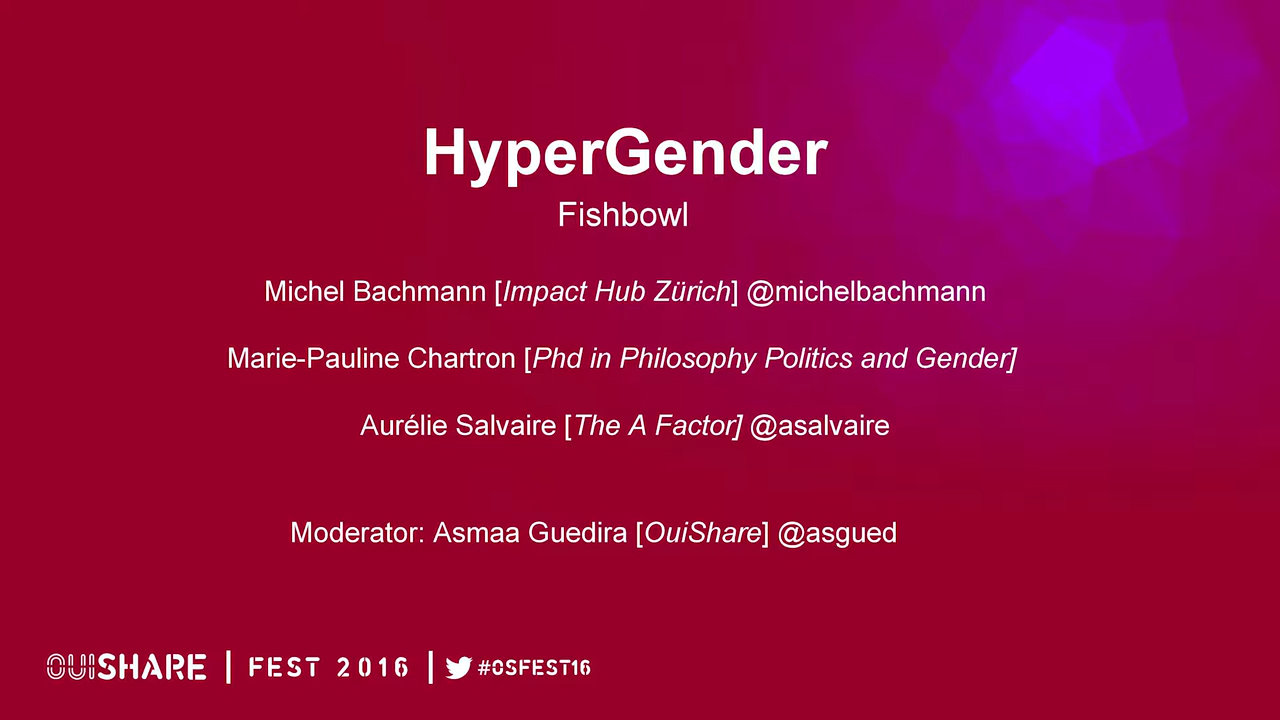 HyperGender
Fishbowl
Michel Bachmann [Impact Hub Zürich] @michelbachmann
Marie-Pauline Chartron [Phd in Philosophy Politics and Gender]
Aurélie Salvaire [The A Factor] @asalvaire
Moderator: Asmaa Guedira [OuiShare] @asgued
OUISHARE | FEST 2016 | #OSFEST16